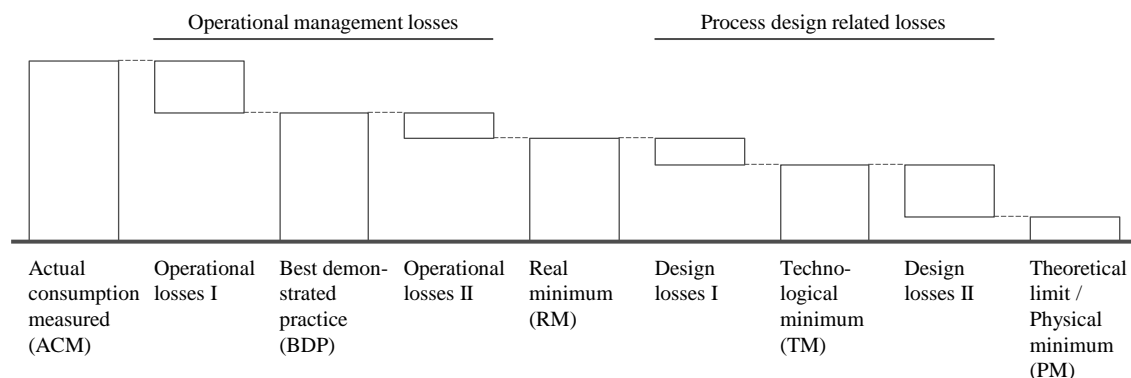 Operational management losses
Process design related losses
Actual
consumption
measured
(ACM)
Operational
losses I
Best demon-
strated
practice
(BDP)
Operational
losses II
Real
minimum
(RM)
Design
losses I
Techno-
logical
minimum
(TM)
Design
losses II
Theoretical
limit /
Physical
minimum
(PM)